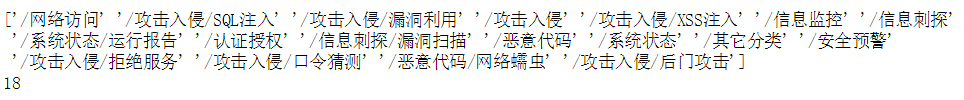 ['/网络访问' '/攻击入侵/SQL注入' '/攻击入侵/漏洞利用' '/攻击入侵' '/攻击入侵/XSS注入' '/信息监控' '/信息刺探'
'/系统状态/运行报告' '/认证授权' '/信息刺探/漏洞扫描' '/恶意代码' '/系统状态' '/其它分类' '/安全预警'
'/攻击入侵/拒绝服务' '/攻击入侵/口令猜测' '/恶意代码/网络蠕虫' '/攻击入侵/后门攻击']
18